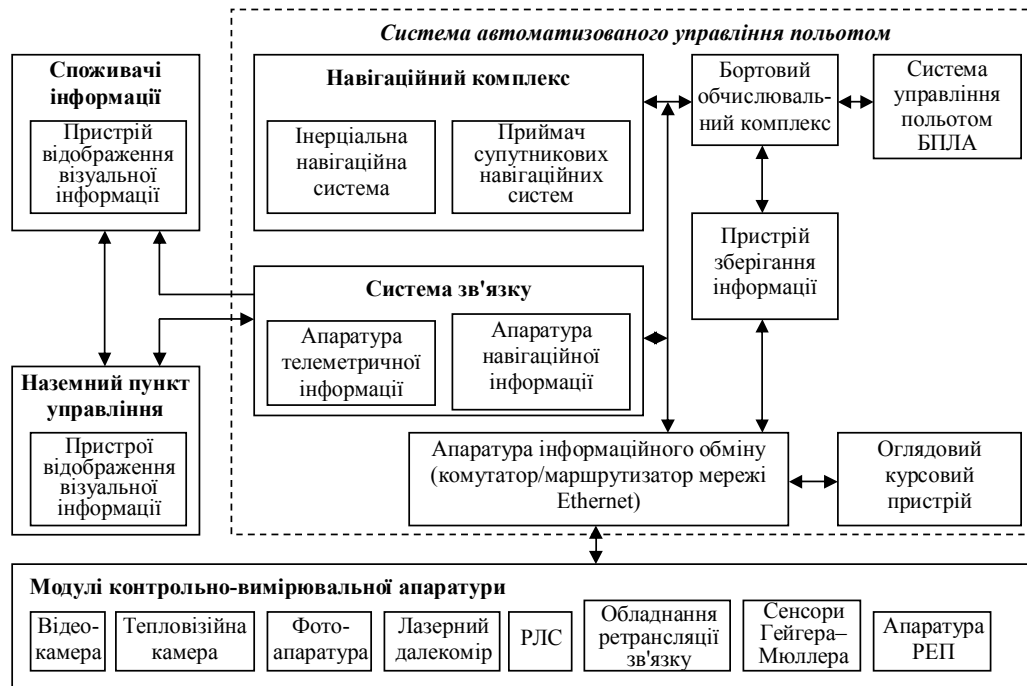 Система автоматизованого управління польотом
Споживачі
інформації
Пристрій
відображення
візуальної
інформації
Навігаційний комплекс
Інерціальна
навігаційна
система
Приймач
супутникових
навігаційних
систем
Бортовий
обчислюваль-
ний комплекс
Система
управління
польотом
БПЛА
Пристрій
зберігання
інформації
Система зв'язку
Апаратура
телеметричної
інформації
Апаратура
навігаційної
інформації
Наземний пункт
управління
Пристрої
відображення
візуальної
інформації
Апаратура інформаційного обміну
(комутатор/маршрутизатор мережі
Ethernet)
Оглядовий
курсовий
пристрій
Модулі контрольно-вимірювальної апаратури
Відео-
камера
Тепловізійна
камера
Фото-
апаратура
Лазерний
далекомір
РЛС
Обладнання
ретрансляції
зв'язку
Сенсори
Гейгера–
Мюллера
Апаратура
РЕП